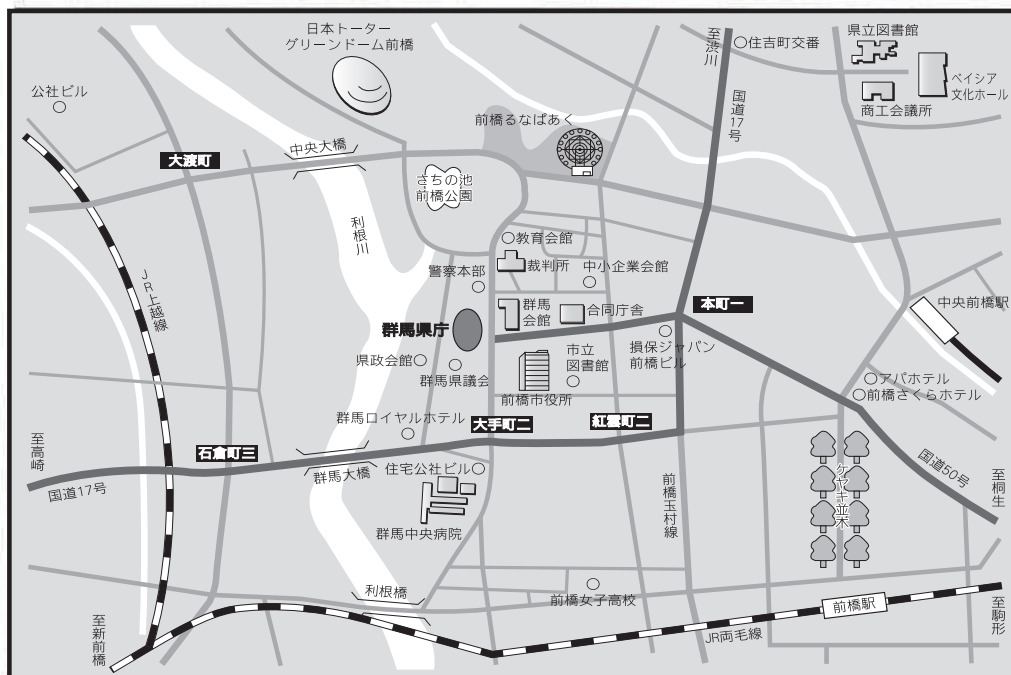 日本トーター
グリーンドーム前橋
至渋川
住吉町交番
県立図書館
ベイシア
文化ホール
商工会議所
公社ビル
国道17号
前橋るなぱあく
中央大橋
大渡町
さちの池
前橋公園
利根川
教育会館
裁判所
中小企業会館
警察本部
JR上越線
群馬
会館
合同庁舎
本町一
中央前橋駅
群馬県庁
県政会館
群馬県議会
市立
図書館
損保ジャパン
前橋ビル
前橋市役所
アパホテル
前橋さくらホテル
群馬ロイヤルホテル
大手町二
紅雲町二
至高崎
石倉町三
国道17号
群馬大橋
住宅公社ビル
群馬中央病院
前橋玉村線
ケヤキ並木
国道50号
至桐生
利根橋
前橋女子高校
前橋駅
至駒形
至新前橋
JR両毛線